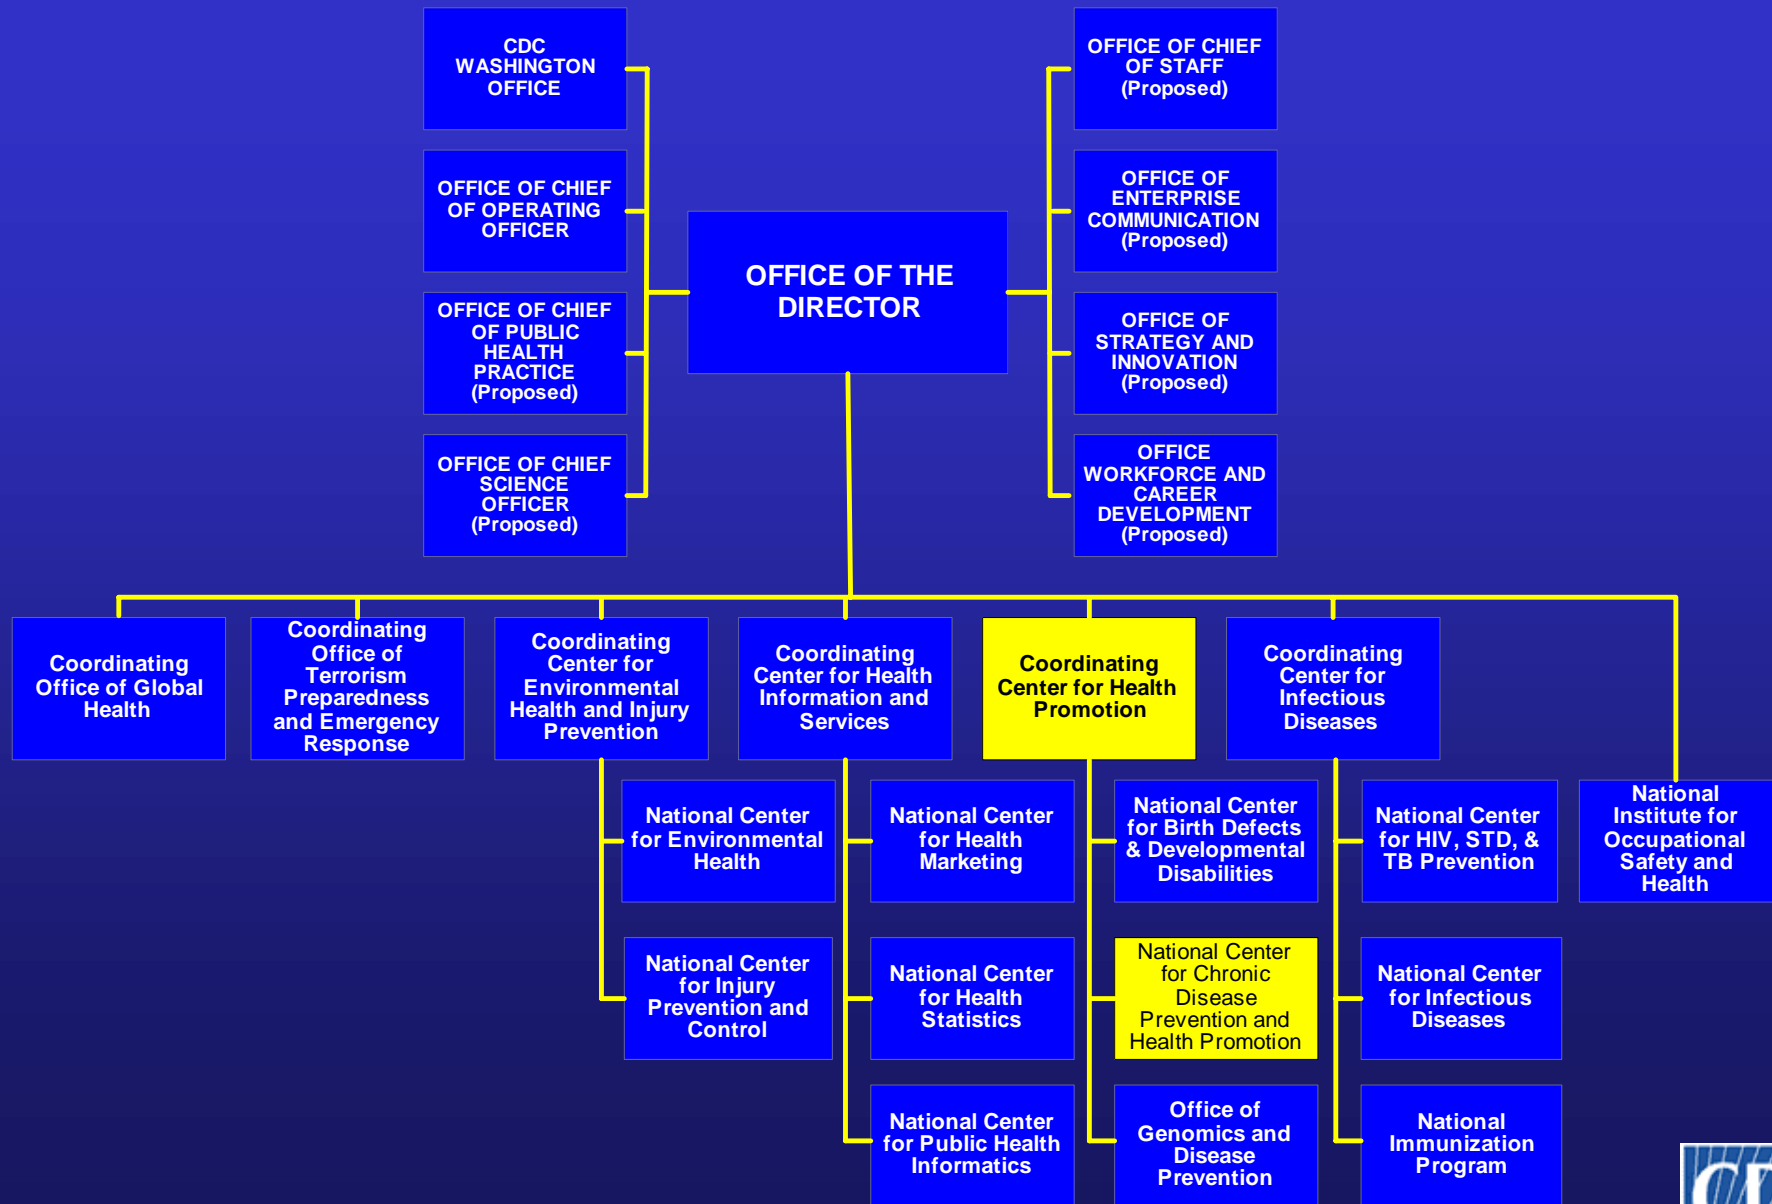 CDC
WASHINGTON
OFFICE
OFFICE OF CHIEF
OF OPERATING
OFFICER
OFFICE OF CHIEF
OF PUBLIC
HEALTH
PRACTICE
(Proposed)
OFFICE OF CHIEF
SCIENCE
OFFICER
(Proposed)
OFFICE OF THE
DIRECTOR
OFFICE OF CHIEF
OF STAFF
(Proposed)
OFFICE OF
ENTERPRISE
COMMUNICATION
(Proposed)
OFFICE OF
STRATEGY AND
INNOVATION
(Proposed)
OFFICE
WORKFORCE AND
CAREER
DEVELOPMENT
(Proposed)
Coordinating
Office of Global
Health
Coordinating
Office of
Terrorism
Preparedness
and Emergency
Response
Coordinating
Center for
Environmental
Health and Injury
Prevention
Coordinating
Center for Health
Information and
Services
Coordinating
Center for Health
Promotion
Coordinating
Center for
Infectious
Diseases
National Center
for Environmental
Health
National Center
for Health
Marketing
National Center
for Birth Defects
& Developmental
Disabilities
National Center
for HIV, STD, &
TB Prevention
National
Institute for
Occupational
Safety and
Health
National Center
for Injury
Prevention and
Control
National Center
for Health
Statistics
National Center
for Chronic
Disease
Prevention and
Health Promotion
National Center
for Infectious
Diseases
National Center
for Public Health
Informatics
Office of
Genomics and
Disease
Prevention
National
Immunization
Program